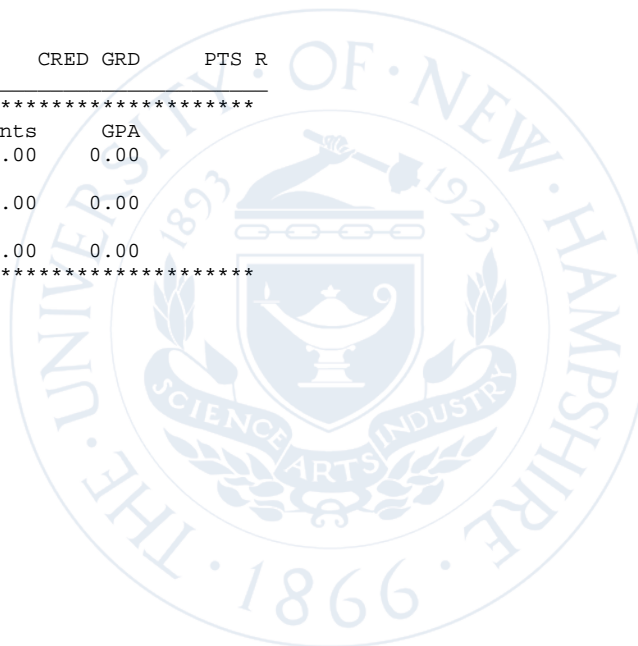 CRED GRD PTS R
********************
nts GPA
.00 0.00
.00 0.00
.00 0.00
********************
THE · UNIVERSITY · OF · NEW · HAMPSHIRE ·
1893
1923
SCIENCE
ARTS
INDUSTRY
1866